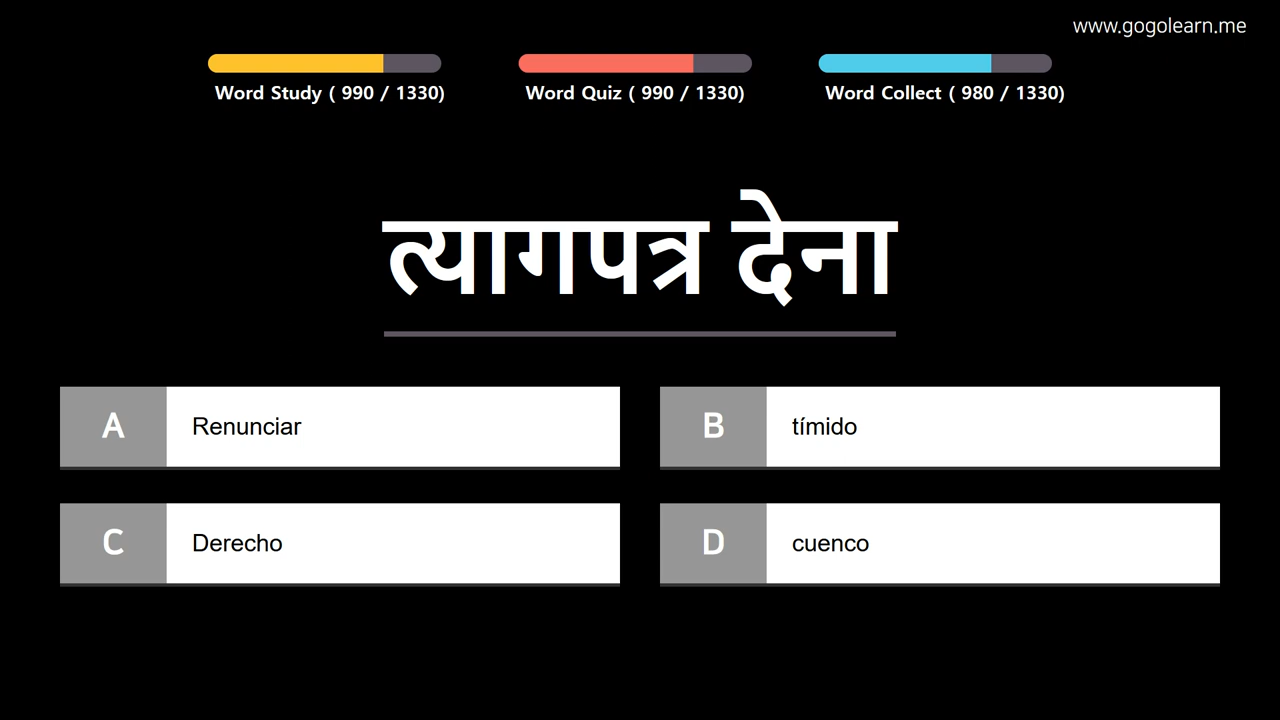 www.gogolearn.me
Word Study ( 990 / 1330)
Word Quiz ( 990 / 1330)
Word Collect ( 980 / 1330)
त्यागपत्र देना
A Renunciar
B tímido
C Derecho
D cuenco